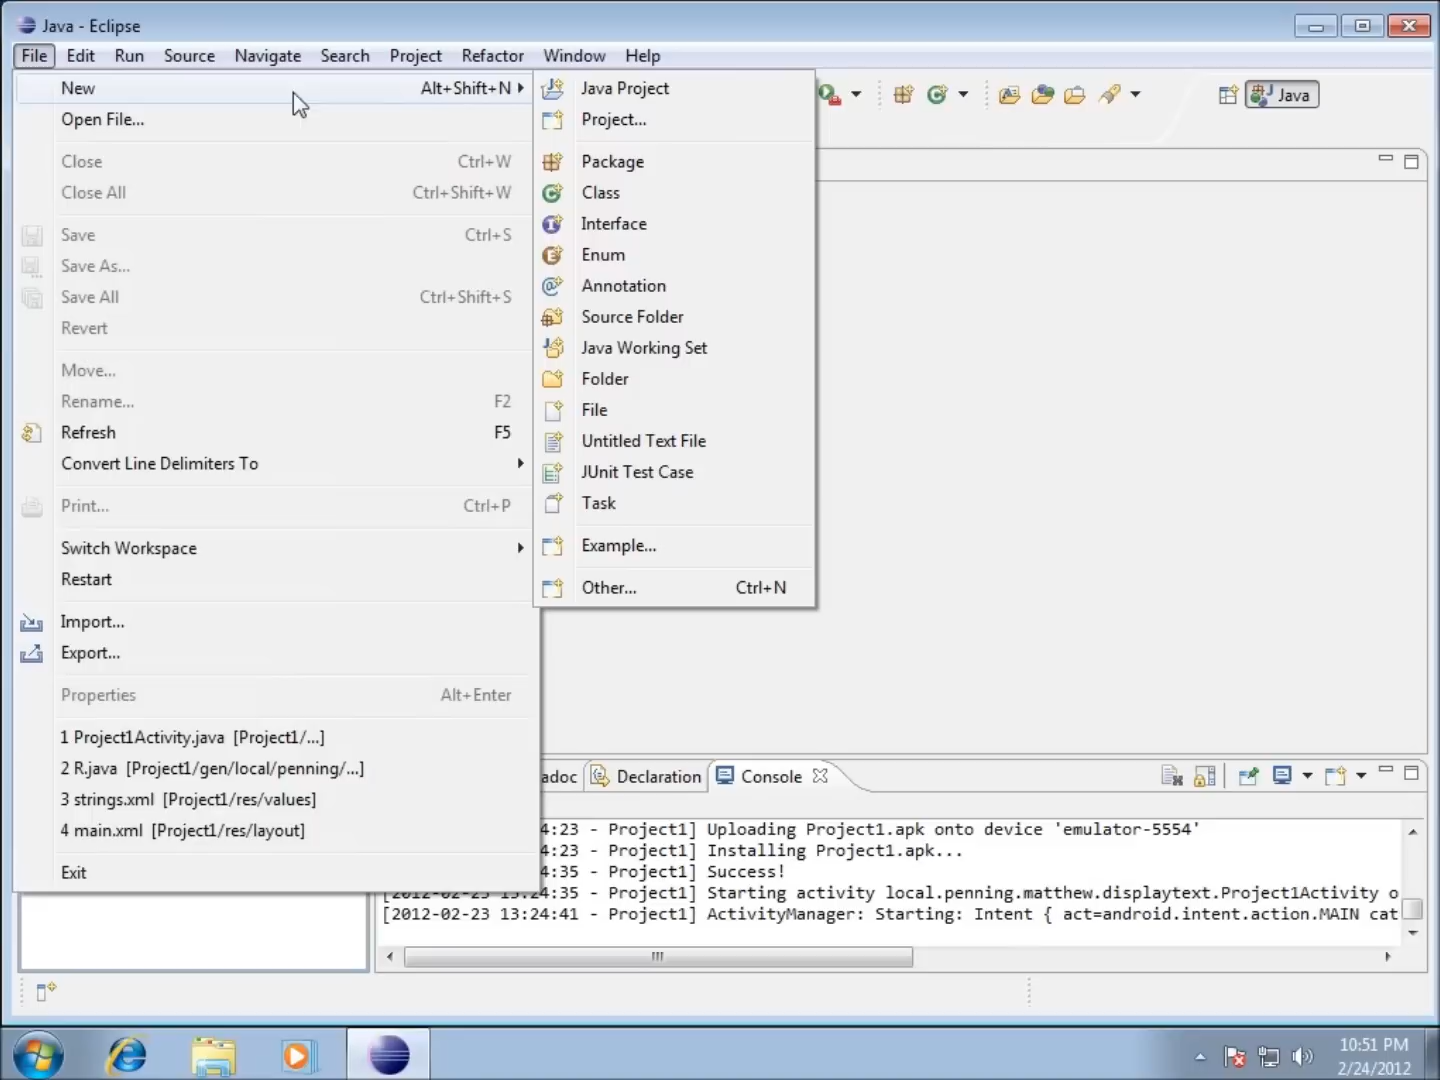 Java - Eclipse
File Edit Run Source Navigate Search Project Refactor Window Help
New Alt+Shift+N
Open File...
Close Ctrl+W
Close All Ctrl+Shift+W
Save Ctrl+S
Save As...
Save All Ctrl+Shift+S
Revert
Move...
Rename... F2
Refresh F5
Convert Line Delimiters To
Print... Ctrl+P
Switch Workspace
Restart
Import...
Export...
Properties Alt+Enter
1 Project1Activity.java [Project1/...]
2 R.java [Project1/gen/local/penning/...]
3 strings.xml [Project1/res/values]
4 main.xml [Project1/res/layout]
Exit
Java Project
Project...
Package
Class
Interface
Enum
Annotation
Source Folder
Java Working Set
Folder
File
Untitled Text File
JUnit Test Case
Task
Example...
Other... Ctrl+N
Java
adoc Declaration Console
4:23 - Project1] Uploading Project1.apk onto device 'emulator-5554'
4:23 - Project1] Installing Project1.apk...
4:35 - Project1] Success!
4:35 - Project1] Starting activity local.penning.matthew.displaytext.Project1Activity o
[2012-02-23 13:24:41 - Project1] ActivityManager: Starting: Intent { act=android.intent.action.MAIN cat
10:51 PM
2/24/2012